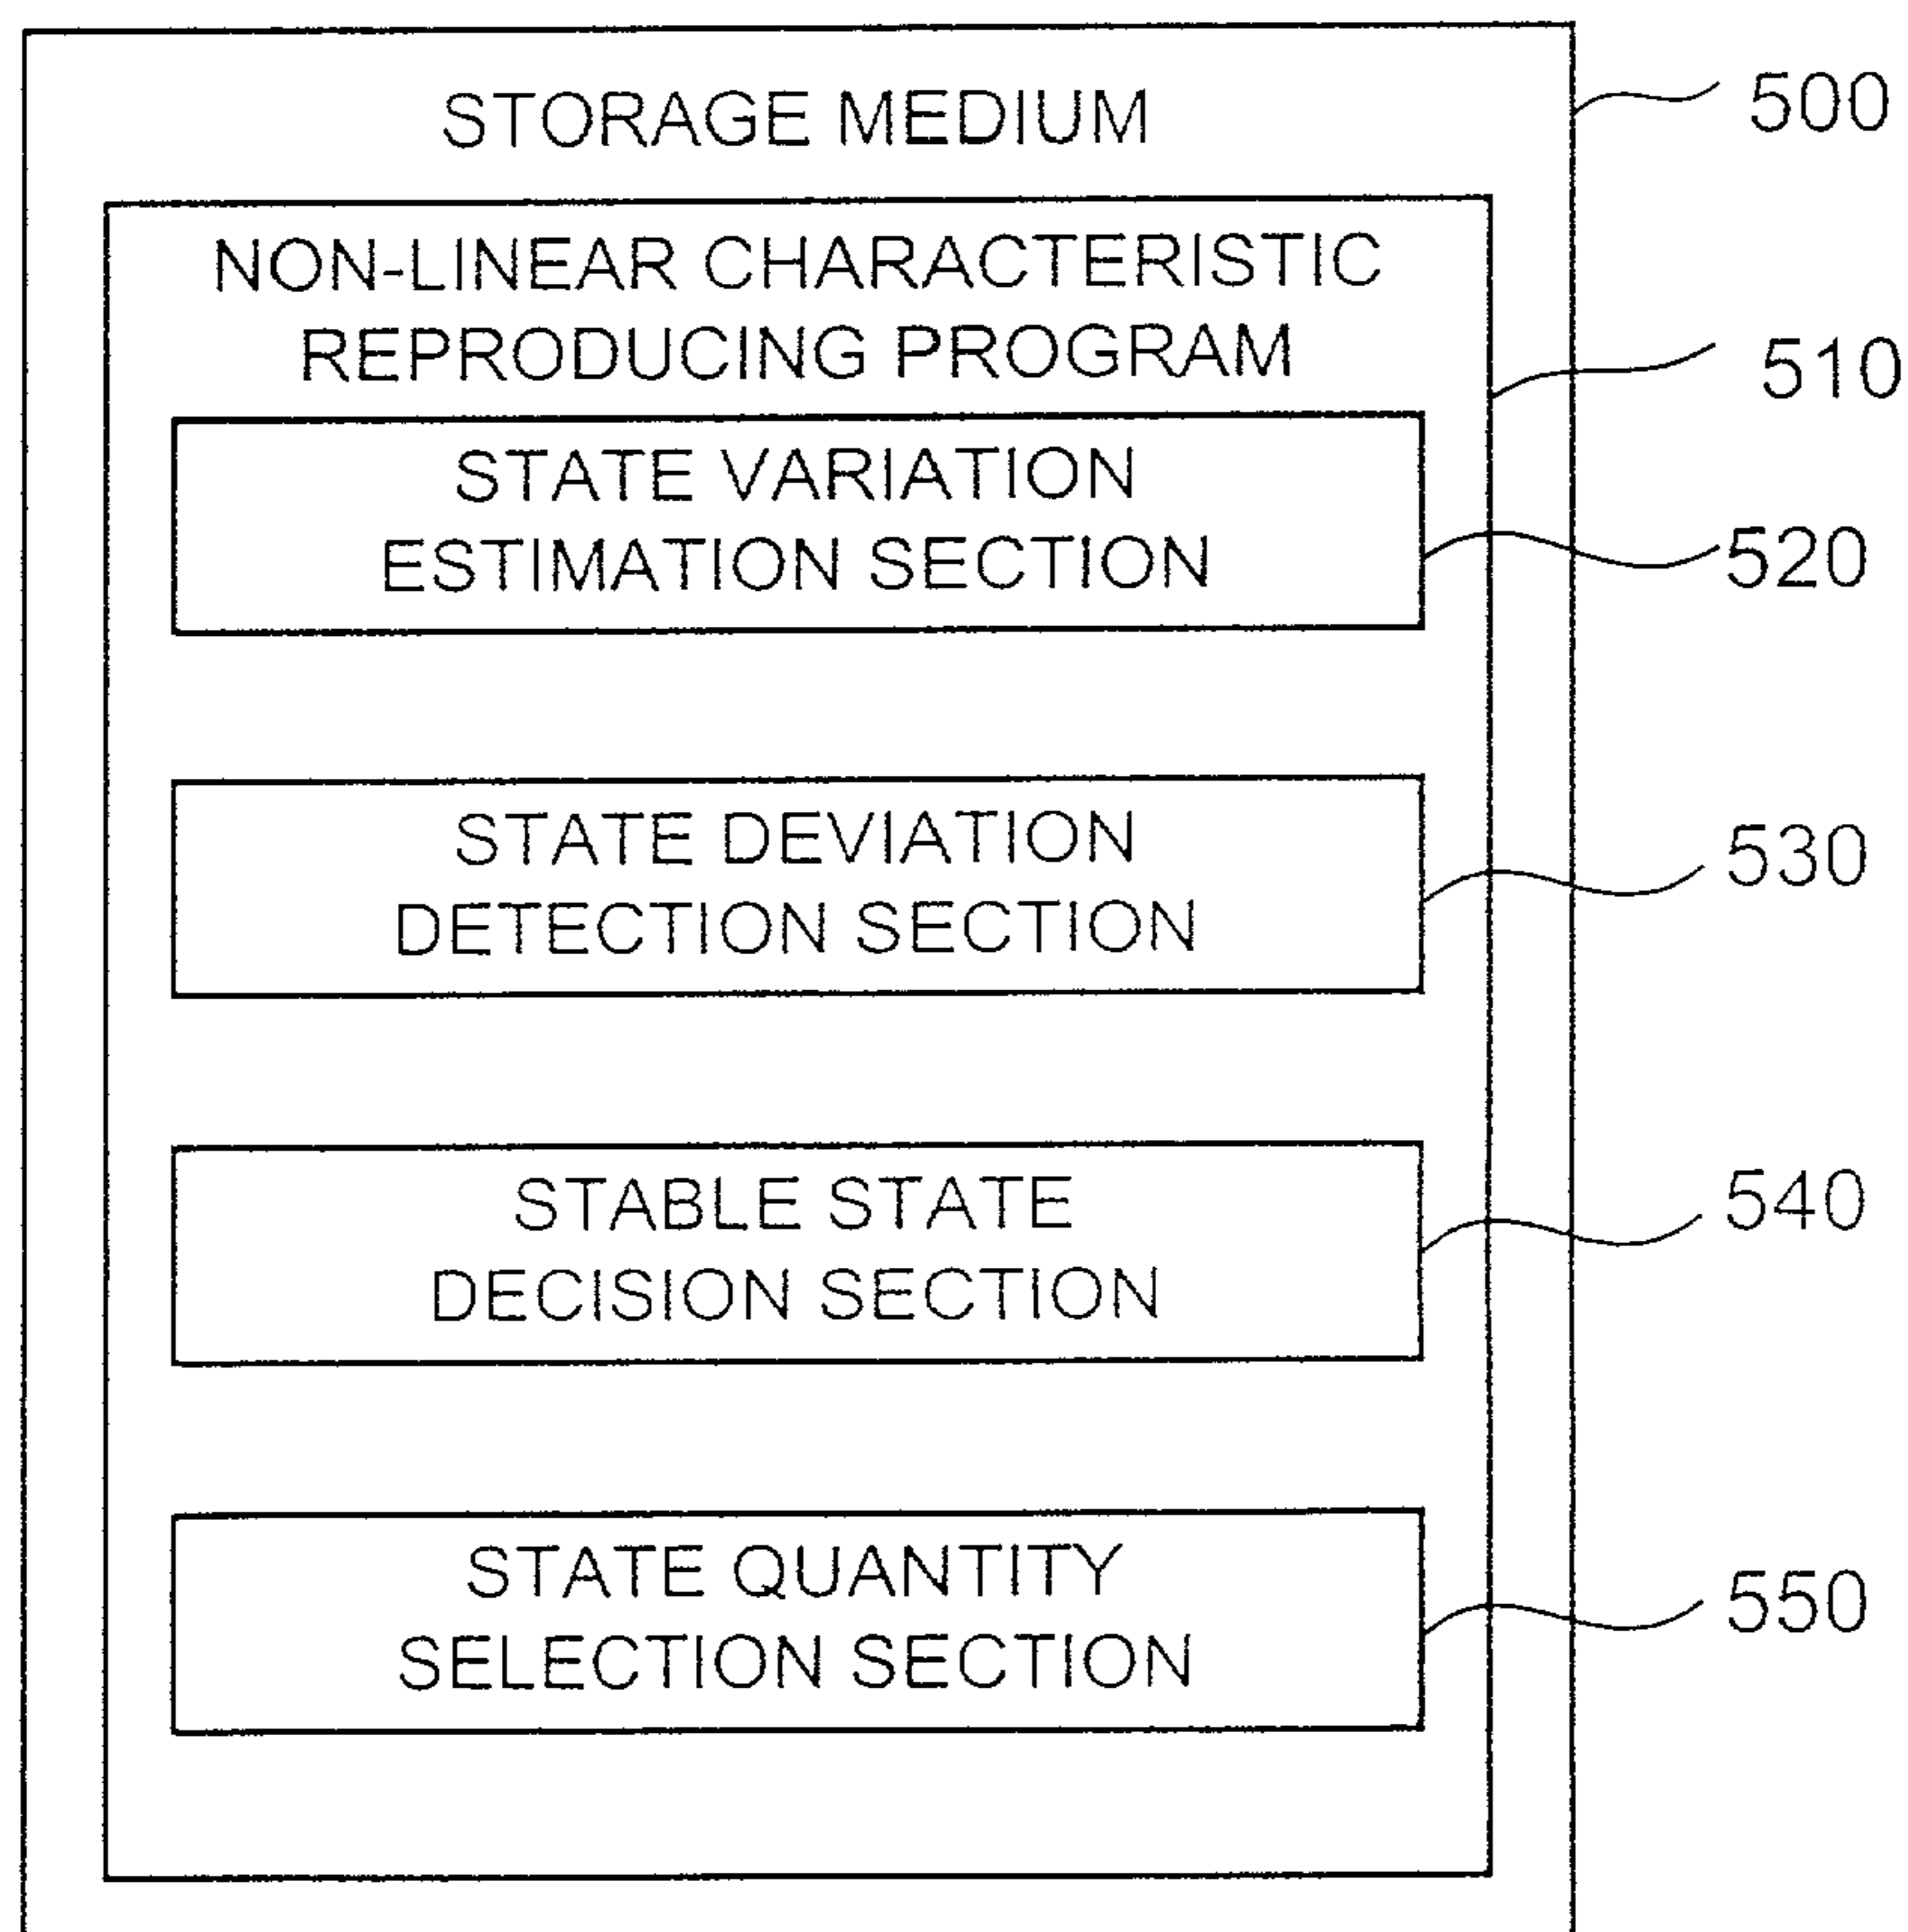 STORAGE MEDIUM
500
NON-LINEAR CHARACTERISTIC
REPRODUCING PROGRAM
510
STATE VARIATION
ESTIMATION SECTION
520
STATE DEVIATION
DETECTION SECTION
530
STABLE STATE
DECISION SECTION
540
STATE QUANTITY
SELECTION SECTION
550